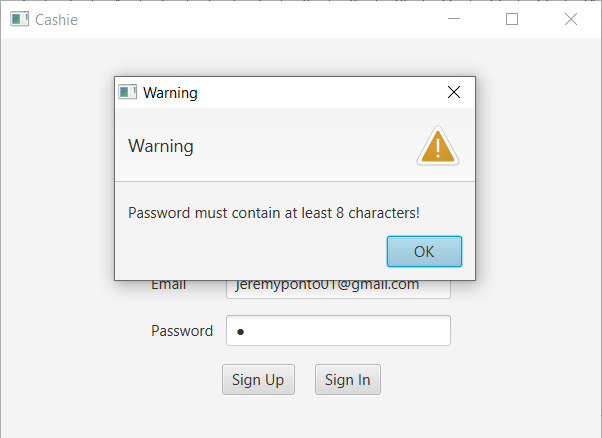 Cashie
Warning
Warning
Password must contain at least 8 characters!
OK
Email jeremyponto01@gmail.com
Password
Sign Up Sign In